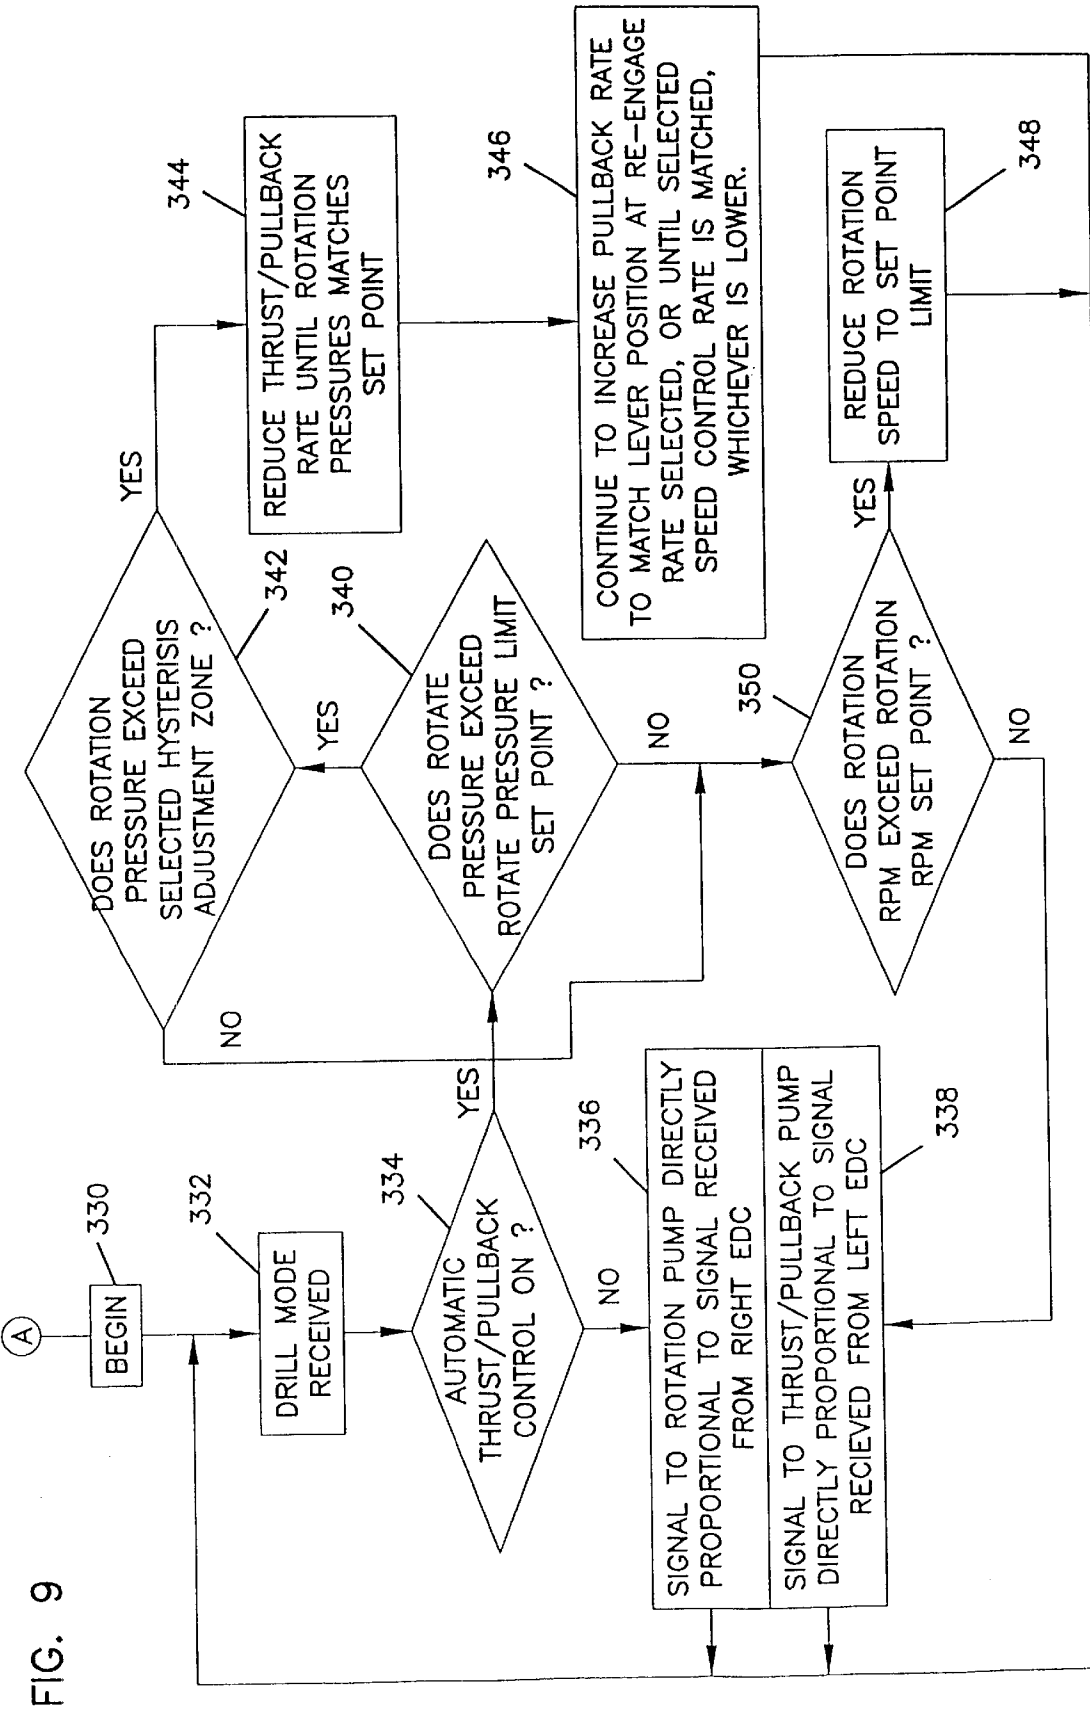 FIG. 9
A
BEGIN
330
DRILL MODE
RECEIVED
332
AUTOMATIC
THRUST/PULLBACK
CONTROL ON ?
334
YES
NO
SIGNAL TO ROTATION PUMP DIRECTLY
PROPORTIONAL TO SIGNAL RECEIVED
FROM RIGHT EDC
336
SIGNAL TO THRUST/PULLBACK PUMP
DIRECTLY PROPORTIONAL TO SIGNAL
RECIEVED FROM LEFT EDC
338
DOES ROTATE
PRESSURE EXCEED
ROTATE PRESSURE LIMIT
SET POINT ?
340
YES
NO
DOES ROTATION
PRESSURE EXCEED
SELECTED HYSTERISIS
ADJUSTMENT ZONE ?
342
YES
NO
REDUCE THRUST/PULLBACK
RATE UNTIL ROTATION
PRESSURES MATCHES
SET POINT
344
CONTINUE TO INCREASE PULLBACK RATE
TO MATCH LEVER POSITION AT RE-ENGAGE
RATE SELECTED, OR UNTIL SELECTED
SPEED CONTROL RATE IS MATCHED,
WHICHEVER IS LOWER.
346
DOES ROTATION
RPM EXCEED ROTATION
RPM SET POINT ?
350
YES
NO
REDUCE ROTATION
SPEED TO SET POINT
LIMIT
348